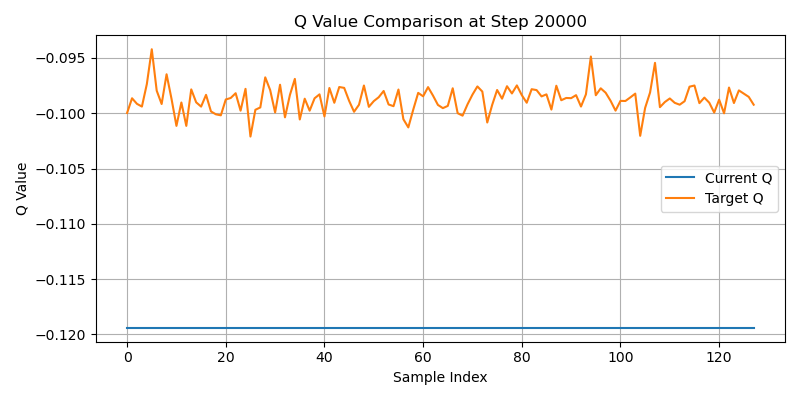 Q Value Comparison at Step 20000
Q Value
−0.095
−0.100
−0.105
−0.110
−0.115
−0.120
Current Q
Target Q
0
20
40
60
80
100
120
Sample Index